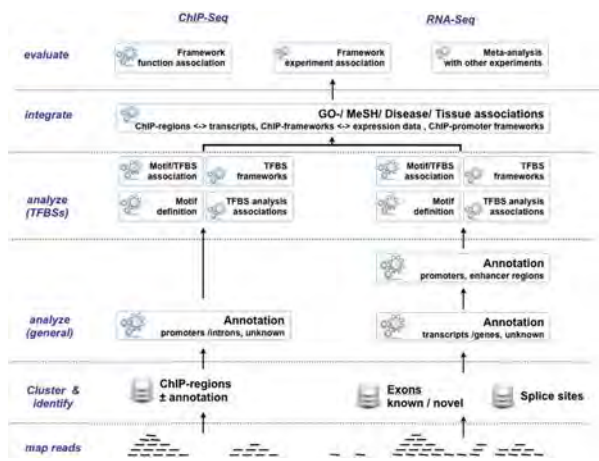 ChIP-Seq
RNA-Seq
evaluate
Framework
function association
Framework
experiment association
Meta-analysis
with other experiments
integrate
GO-/ MeSH/ Disease/ Tissue associations
ChIP-regions <-> transcripts, ChIP-frameworks <-> expression data , ChIP-promoter frameworks
analyze
(TFBSs)
Motif/TFBS
association
TFBS
frameworks
Motif
definition
TFBS analysis
associations
Motif/TFBS
association
TFBS
frameworks
Motif
definition
TFBS analysis
associations
Annotation
promoters, enhancer regions
analyze
(general)
Annotation
promoters /introns, unknown
Annotation
transcripts /genes, unknown
Cluster &
identify
ChIP-regions
± annotation
Exons
known / novel
Splice sites
map reads